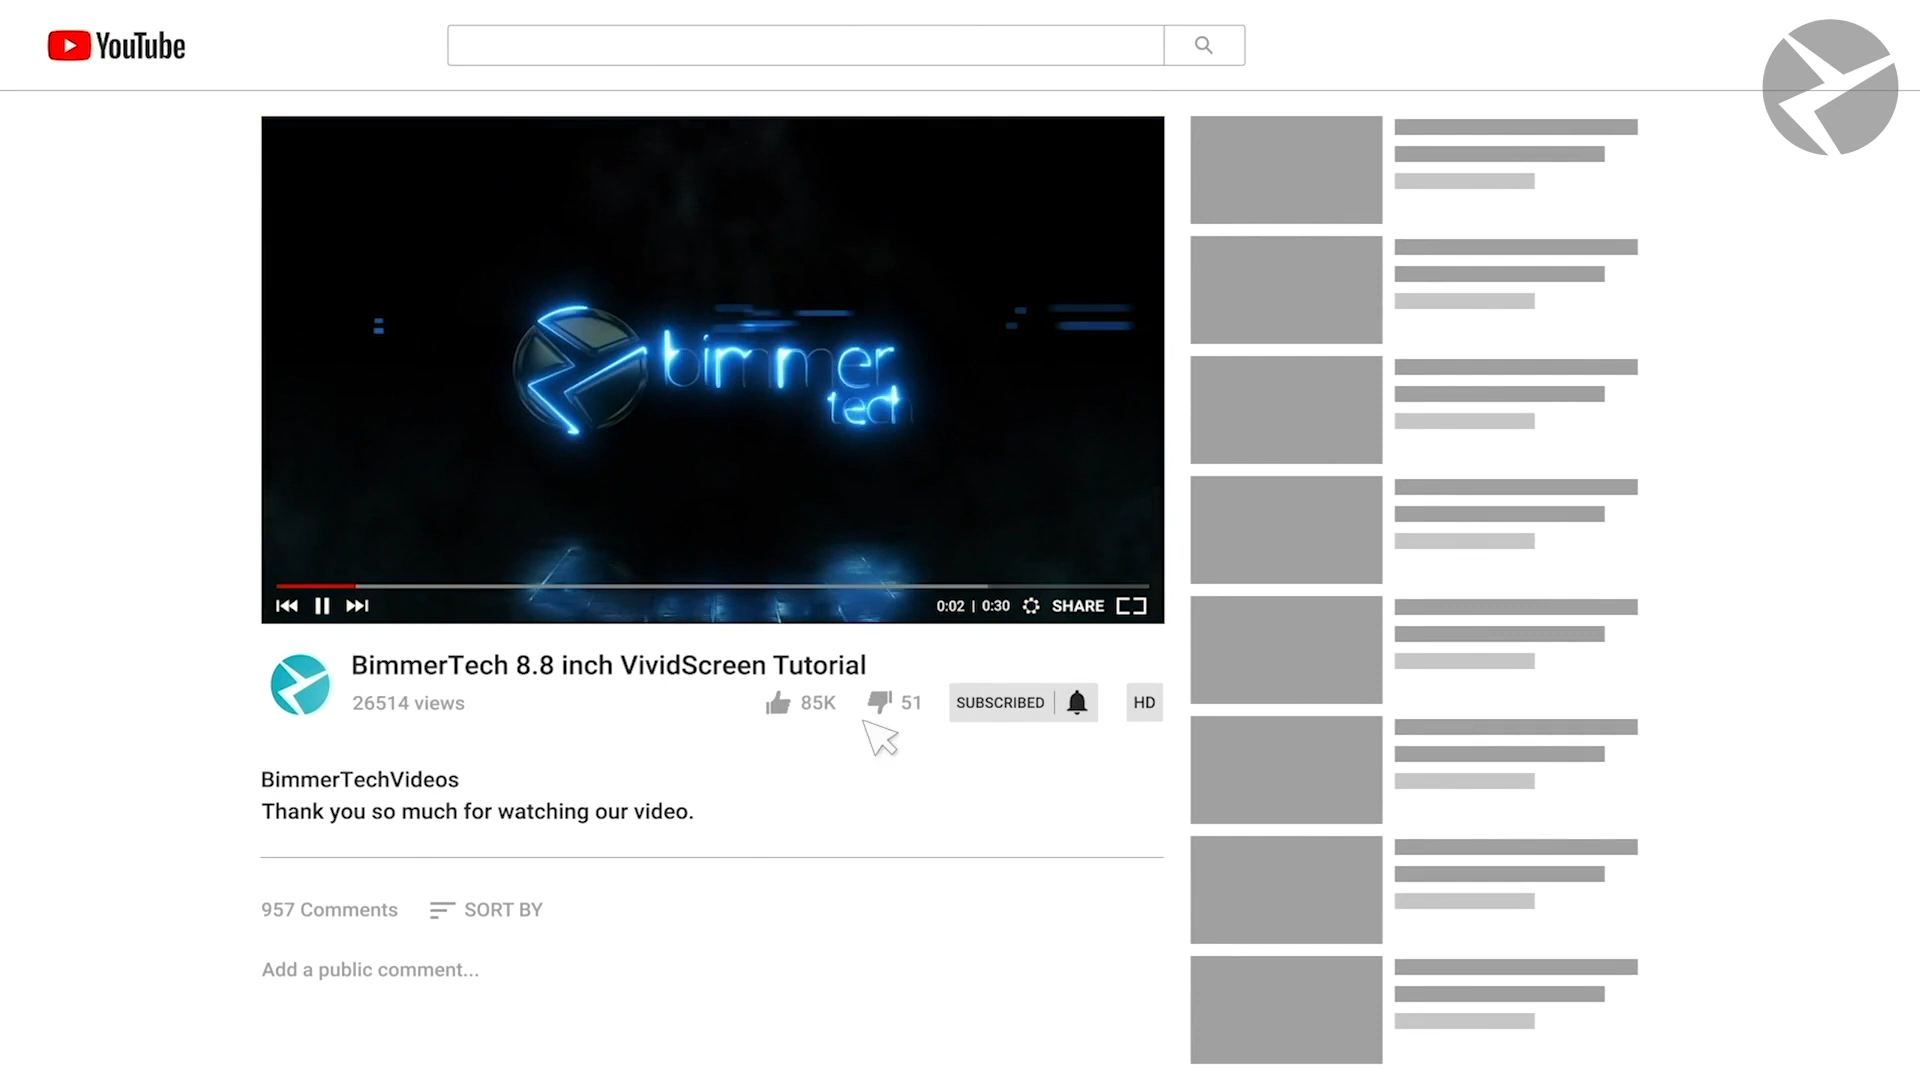 YouTube
bimmer
tech
0:02 | 0:30 SHARE
BimmerTech 8.8 inch VividScreen Tutorial
26514 views
85K 51 SUBSCRIBED HD
BimmerTechVideos
Thank you so much for watching our video.
957 Comments SORT BY
Add a public comment...